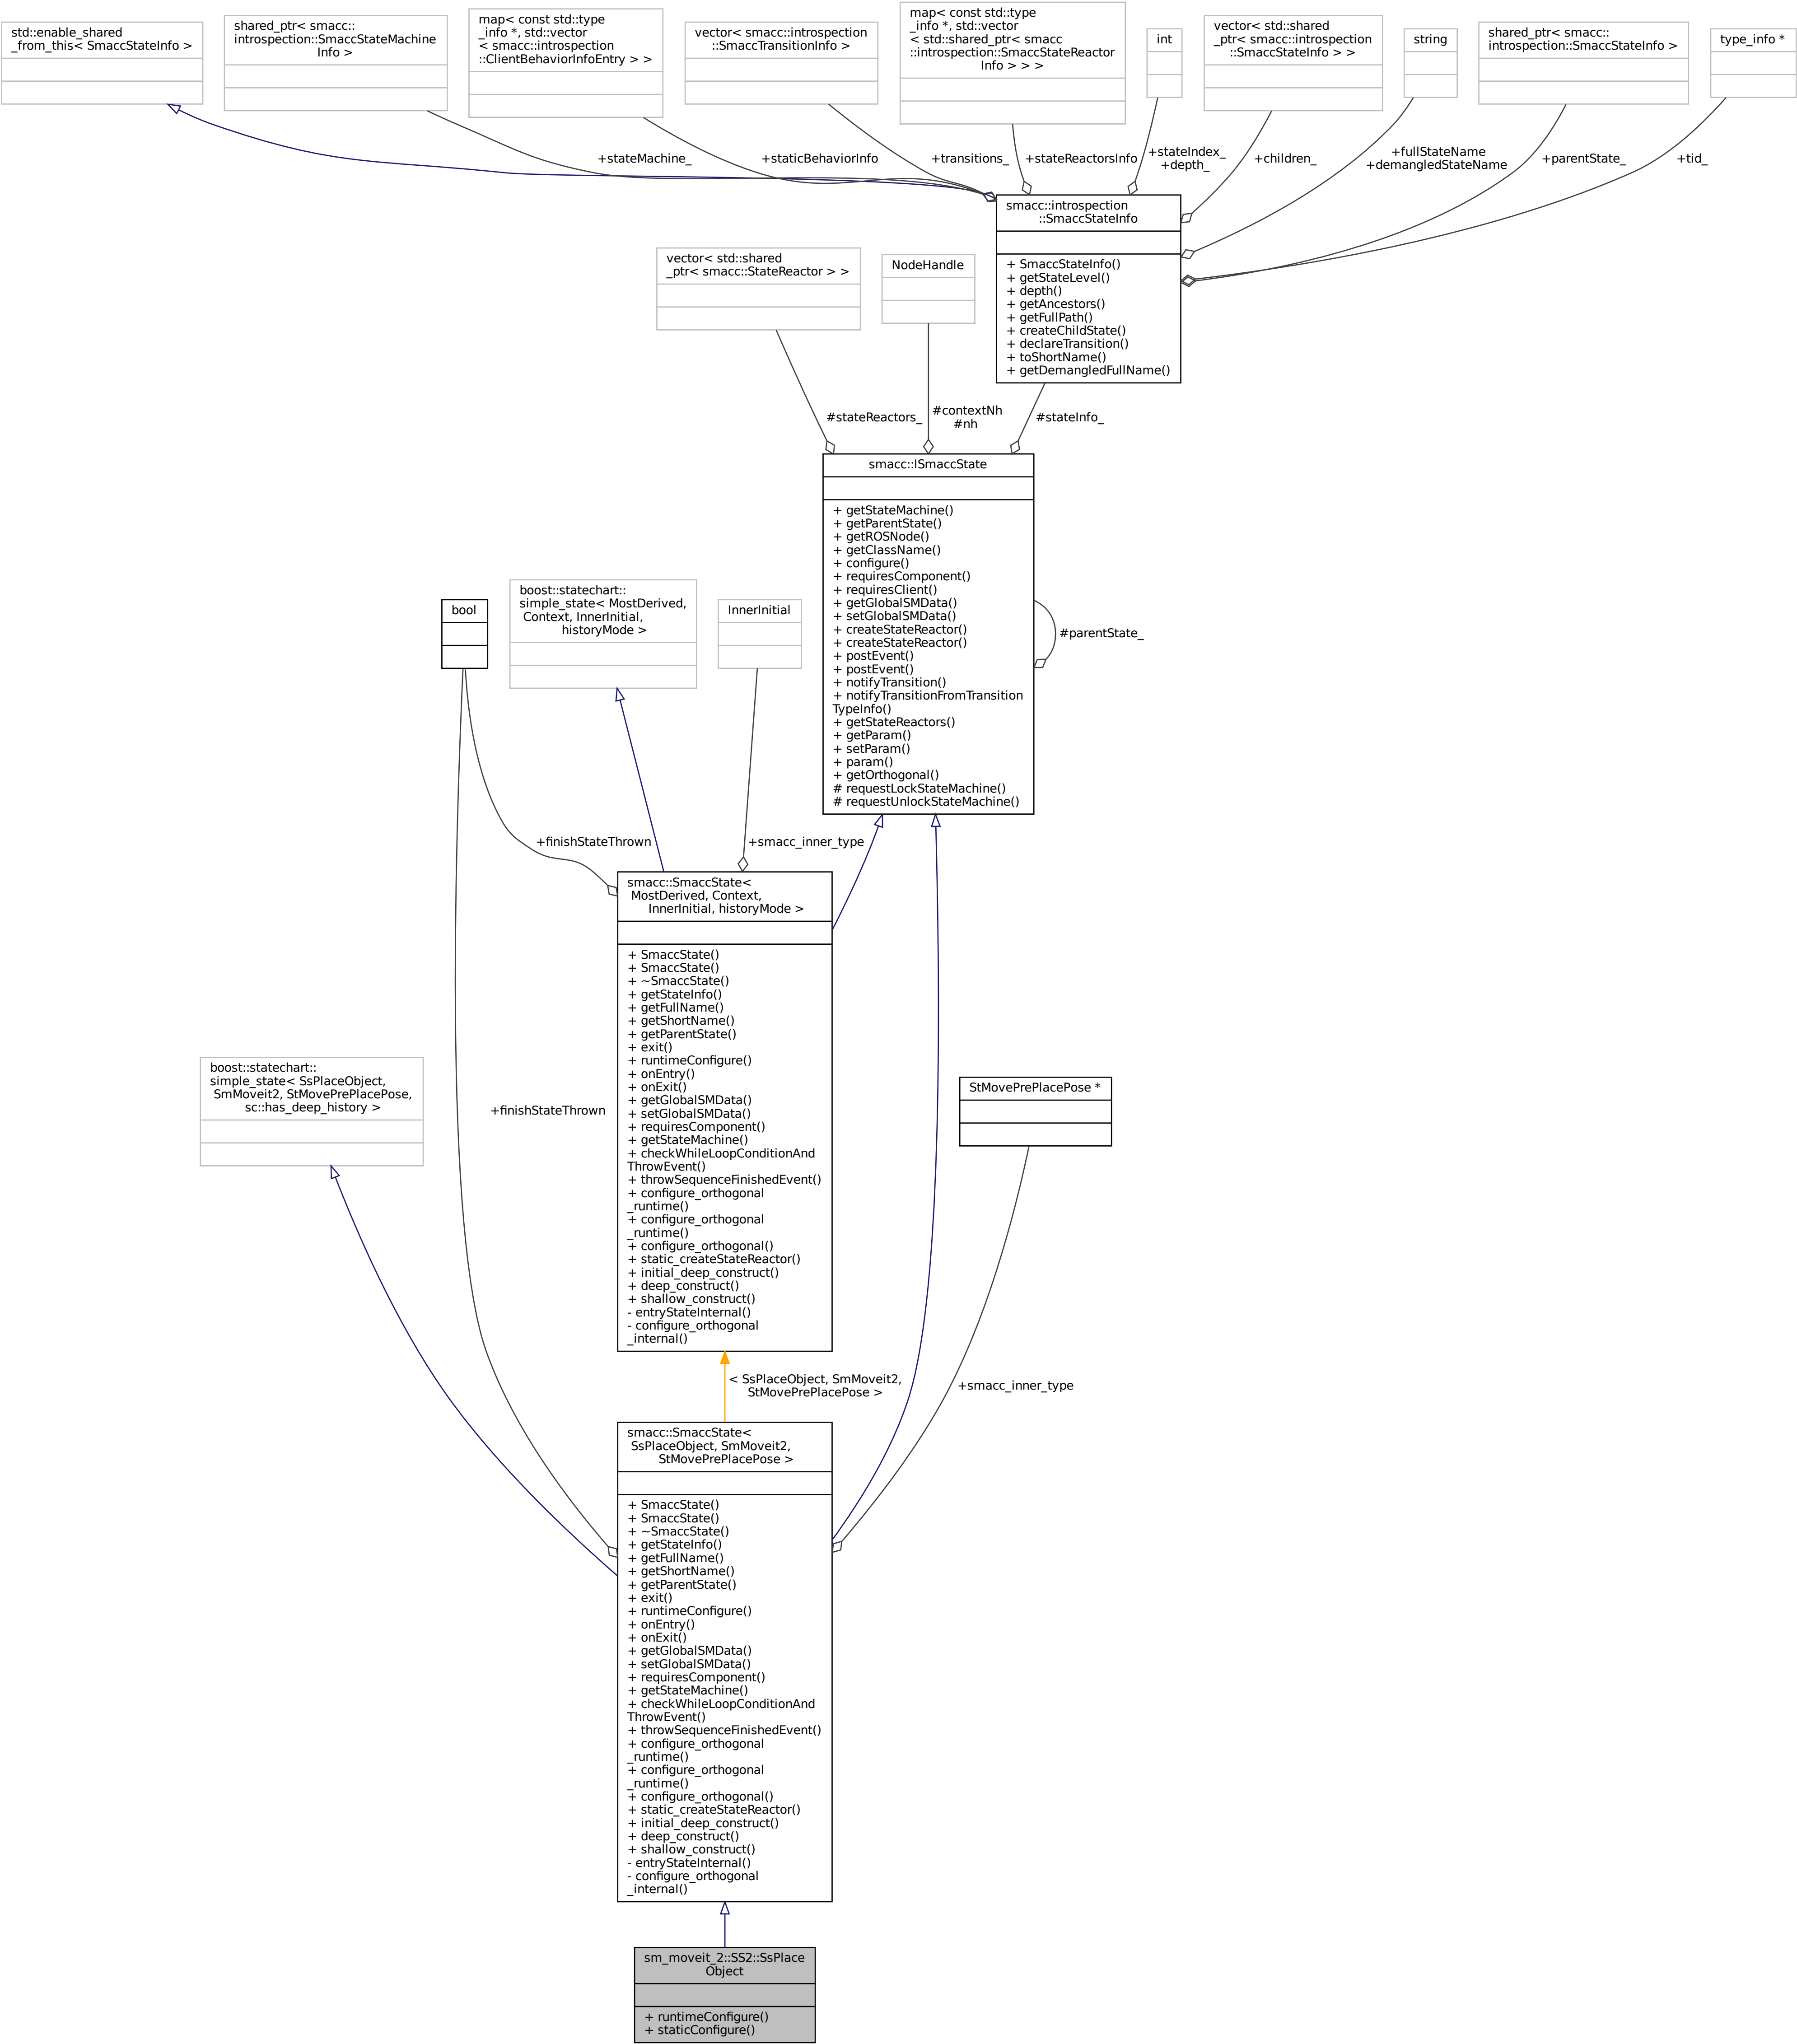 std::enable_shared
_from_this< SmaccStateInfo >
shared_ptr< smacc::
introspection::SmaccStateMachine
Info >
map< const std::type
_info *, std::vector
< smacc::introspection
::ClientBehaviorInfoEntry > >
vector< smacc::introspection
::SmaccTransitionInfo >
map< const std::type
_info *, std::vector
< std::shared_ptr< smacc
::introspection::SmaccStateReactor
Info > > >
int
vector< std::shared
_ptr< smacc::introspection
::SmaccStateInfo > >
string
shared_ptr< smacc::
introspection::SmaccStateInfo >
type_info *
+stateMachine_
+staticBehaviorInfo
+transitions_
+stateReactorsInfo
+stateIndex_
+depth_
+children_
+fullStateName
+demangledStateName
+parentState_
+tid_
smacc::introspection
::SmaccStateInfo
+ SmaccStateInfo()
+ getStateLevel()
+ depth()
+ getAncestors()
+ getFullPath()
+ createChildState()
+ declareTransition()
+ toShortName()
+ getDemangledFullName()
vector< std::shared
_ptr< smacc::StateReactor > >
NodeHandle
#stateReactors_
#contextNh
#nh
#stateInfo_
smacc::ISmaccState
+ getStateMachine()
+ getParentState()
+ getROSNode()
+ getClassName()
+ configure()
+ requiresComponent()
+ requiresClient()
+ getGlobalSMData()
+ setGlobalSMData()
+ createStateReactor()
+ createStateReactor()
+ postEvent()
+ postEvent()
+ notifyTransition()
+ notifyTransitionFromTransition
TypeInfo()
+ getStateReactors()
+ getParam()
+ setParam()
+ param()
+ getOrthogonal()
# requestLockStateMachine()
# requestUnlockStateMachine()
#parentState_
bool
boost::statechart::
simple_state< MostDerived,
Context, InnerInitial,
historyMode >
InnerInitial
+finishStateThrown
+smacc_inner_type
smacc::SmaccState<
MostDerived, Context,
InnerInitial, historyMode >
+ SmaccState()
+ SmaccState()
+ ~SmaccState()
+ getStateInfo()
+ getFullName()
+ getShortName()
+ getParentState()
+ exit()
+ runtimeConfigure()
+ onEntry()
+ onExit()
+ getGlobalSMData()
+ setGlobalSMData()
+ requiresComponent()
+ getStateMachine()
+ checkWhileLoopConditionAnd
ThrowEvent()
+ throwSequenceFinishedEvent()
+ configure_orthogonal
_runtime()
+ configure_orthogonal
_runtime()
+ configure_orthogonal()
+ static_createStateReactor()
+ initial_deep_construct()
+ deep_construct()
+ shallow_construct()
- entryStateInternal()
- configure_orthogonal
_internal()
boost::statechart::
simple_state< SsPlaceObject,
SmMoveit2, StMovePrePlacePose,
sc::has_deep_history >
+finishStateThrown
StMovePrePlacePose *
< SsPlaceObject, SmMoveit2,
StMovePrePlacePose >
+smacc_inner_type
smacc::SmaccState<
SsPlaceObject, SmMoveit2,
StMovePrePlacePose >
+ SmaccState()
+ SmaccState()
+ ~SmaccState()
+ getStateInfo()
+ getFullName()
+ getShortName()
+ getParentState()
+ exit()
+ runtimeConfigure()
+ onEntry()
+ onExit()
+ getGlobalSMData()
+ setGlobalSMData()
+ requiresComponent()
+ getStateMachine()
+ checkWhileLoopConditionAnd
ThrowEvent()
+ throwSequenceFinishedEvent()
+ configure_orthogonal
_runtime()
+ configure_orthogonal
_runtime()
+ configure_orthogonal()
+ static_createStateReactor()
+ initial_deep_construct()
+ deep_construct()
+ shallow_construct()
- entryStateInternal()
- configure_orthogonal
_internal()
sm_moveit_2::SS2::SsPlace
Object
+ runtimeConfigure()
+ staticConfigure()